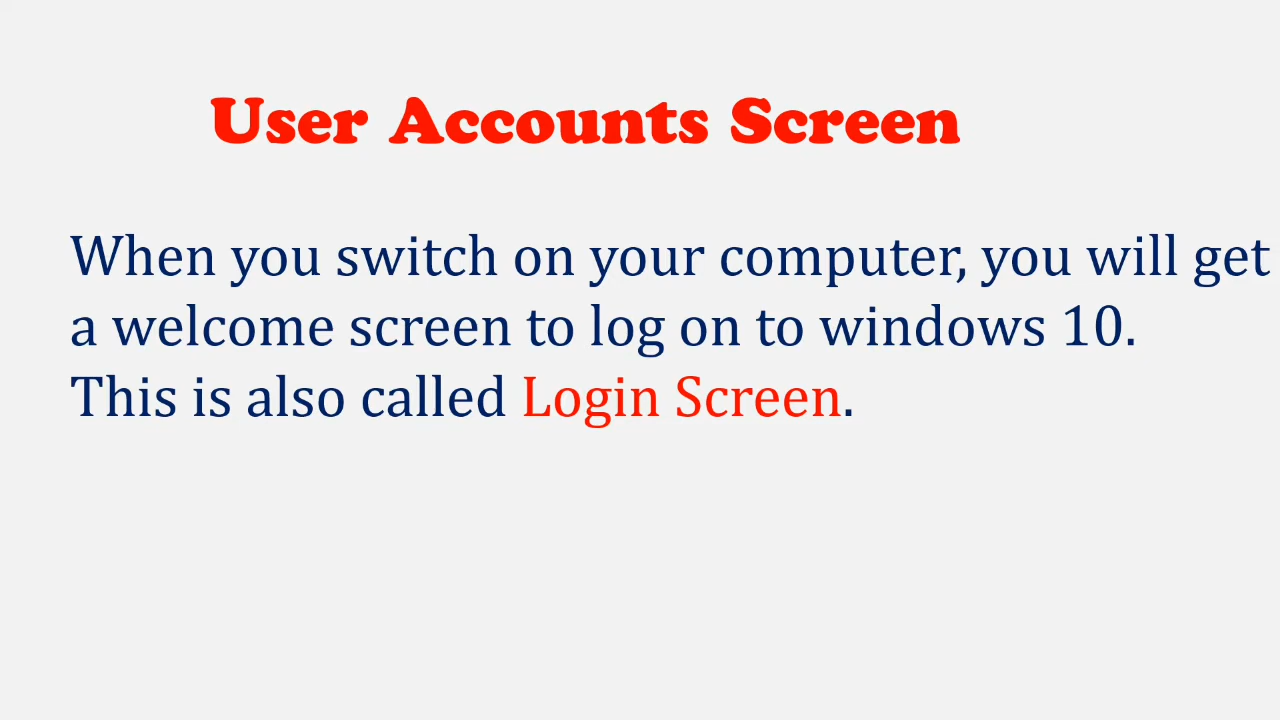 User Accounts Screen
When you switch on your computer, you will get
a welcome screen to log on to windows 10.
This is also called Login Screen.